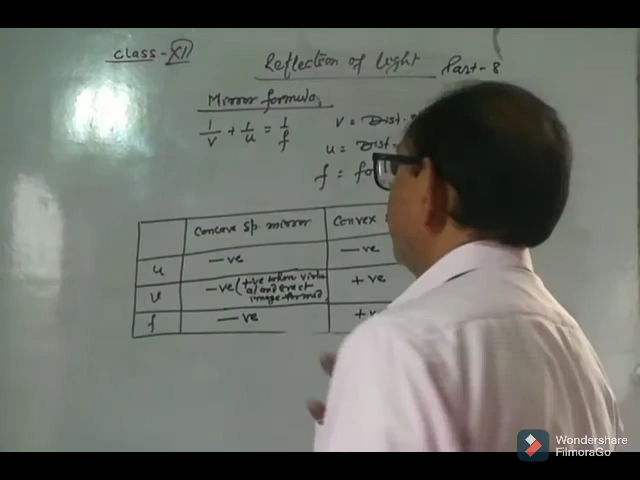 Class - XII
Reflection of Light Part - 8
Mirror formula,
1/v + 1/u = 1/f
v = Dist.
u = Dist.
f = fo
Concave sp. mirror Convex
u -ve -ve
v -ve (+ve when virtual and erect image formed) +ve
f -ve +v
Wondershare
FilmoraGo